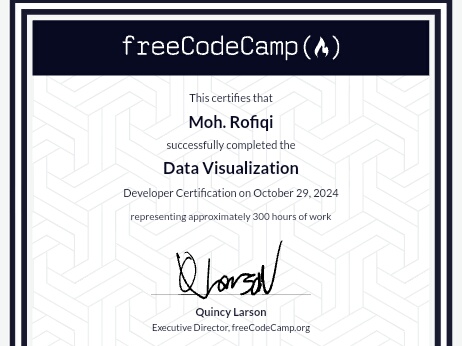 freeCodeCamp
This certifies that
Moh. Rofiqi
successfully completed the
Data Visualization
Developer Certification on October 29, 2024
representing approximately 300 hours of work
QLarson
Quincy Larson
Executive Director, freeCodeCamp.org